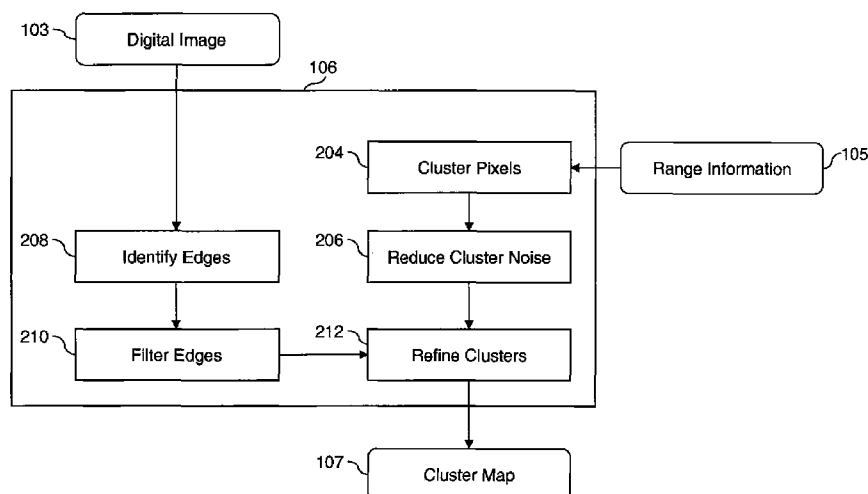 103
Digital Image
106
204
Cluster Pixels
Range Information
105
208
Identify Edges
206
Reduce Cluster Noise
210
Filter Edges
212
Refine Clusters
107
Cluster Map